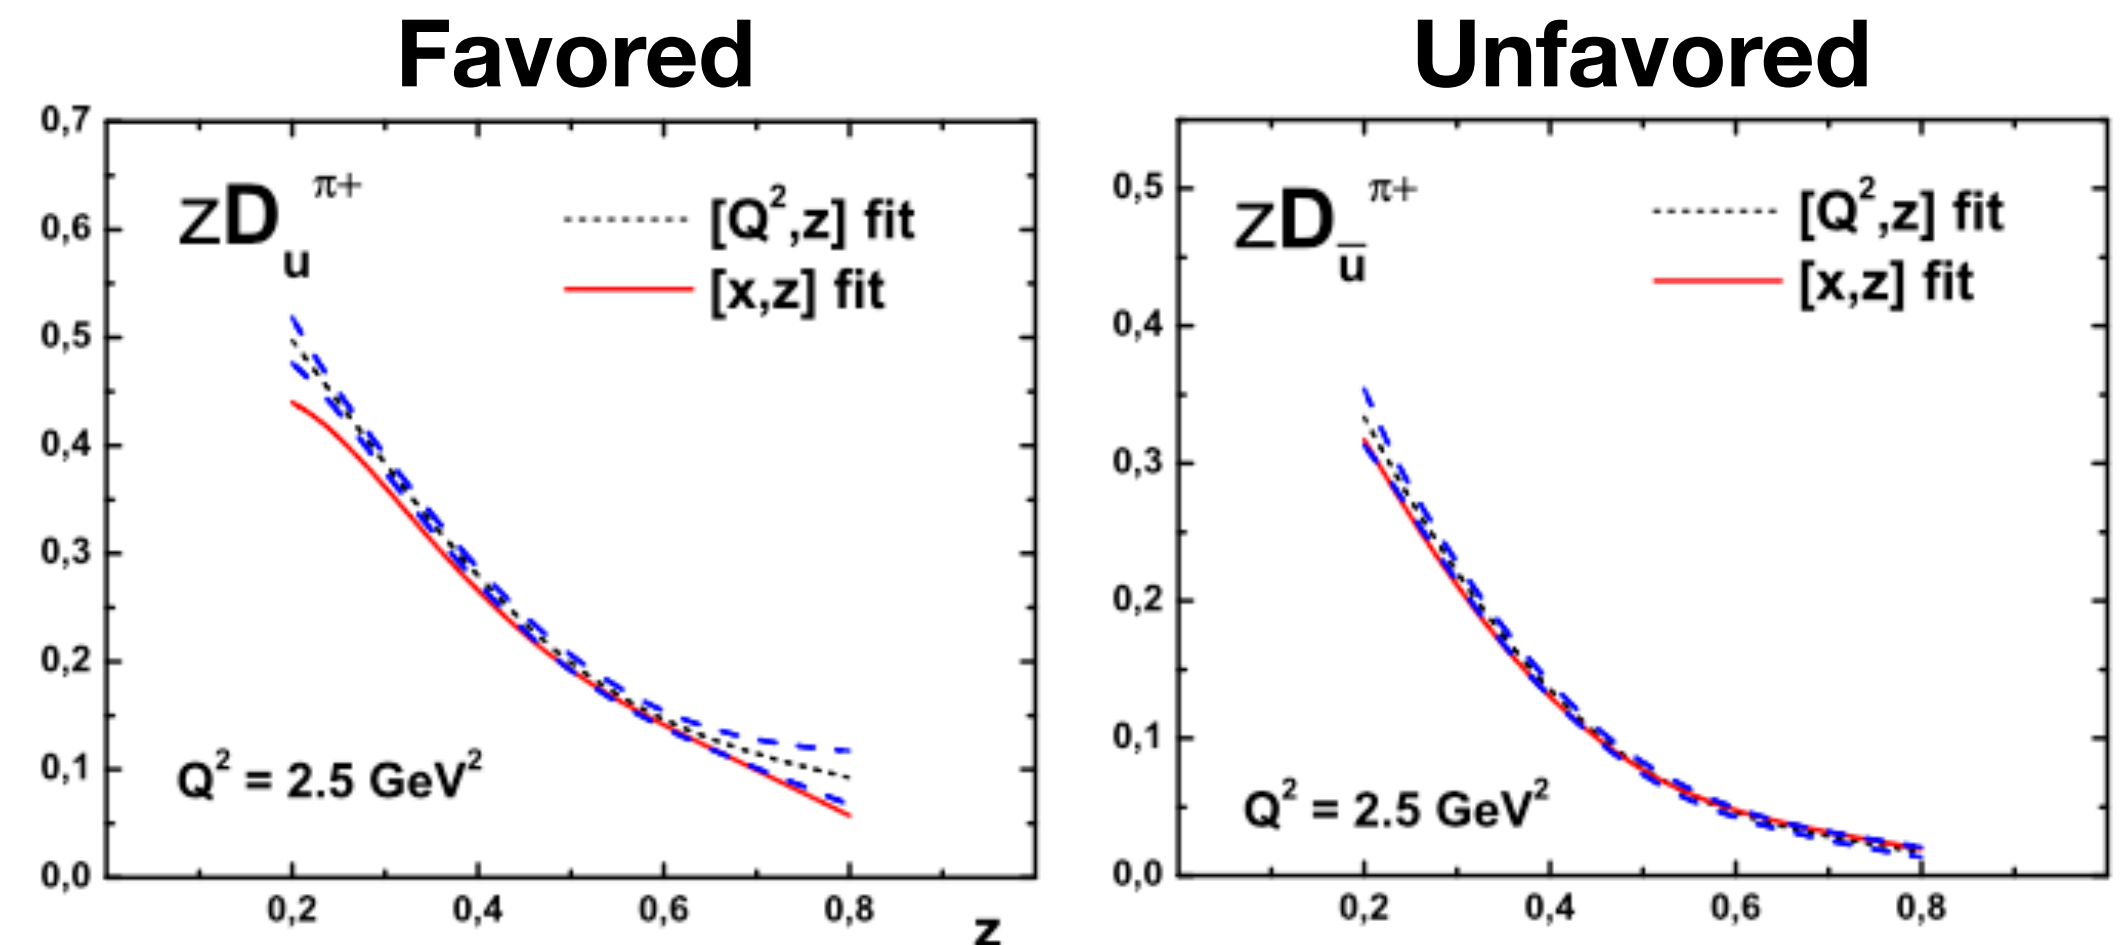 Favored
Unfavored
0,7
0,6
0,5
0,4
0,3
0,2
0,1
0,0
zD_u^π+
[Q²,z] fit
[x,z] fit
Q² = 2.5 GeV²
0,2 0,4 0,6 0,8
z
0,5
0,4
0,3
0,2
0,1
0,0
zD_ū^π+
[Q²,z] fit
[x,z] fit
Q² = 2.5 GeV²
0,2 0,4 0,6 0,8